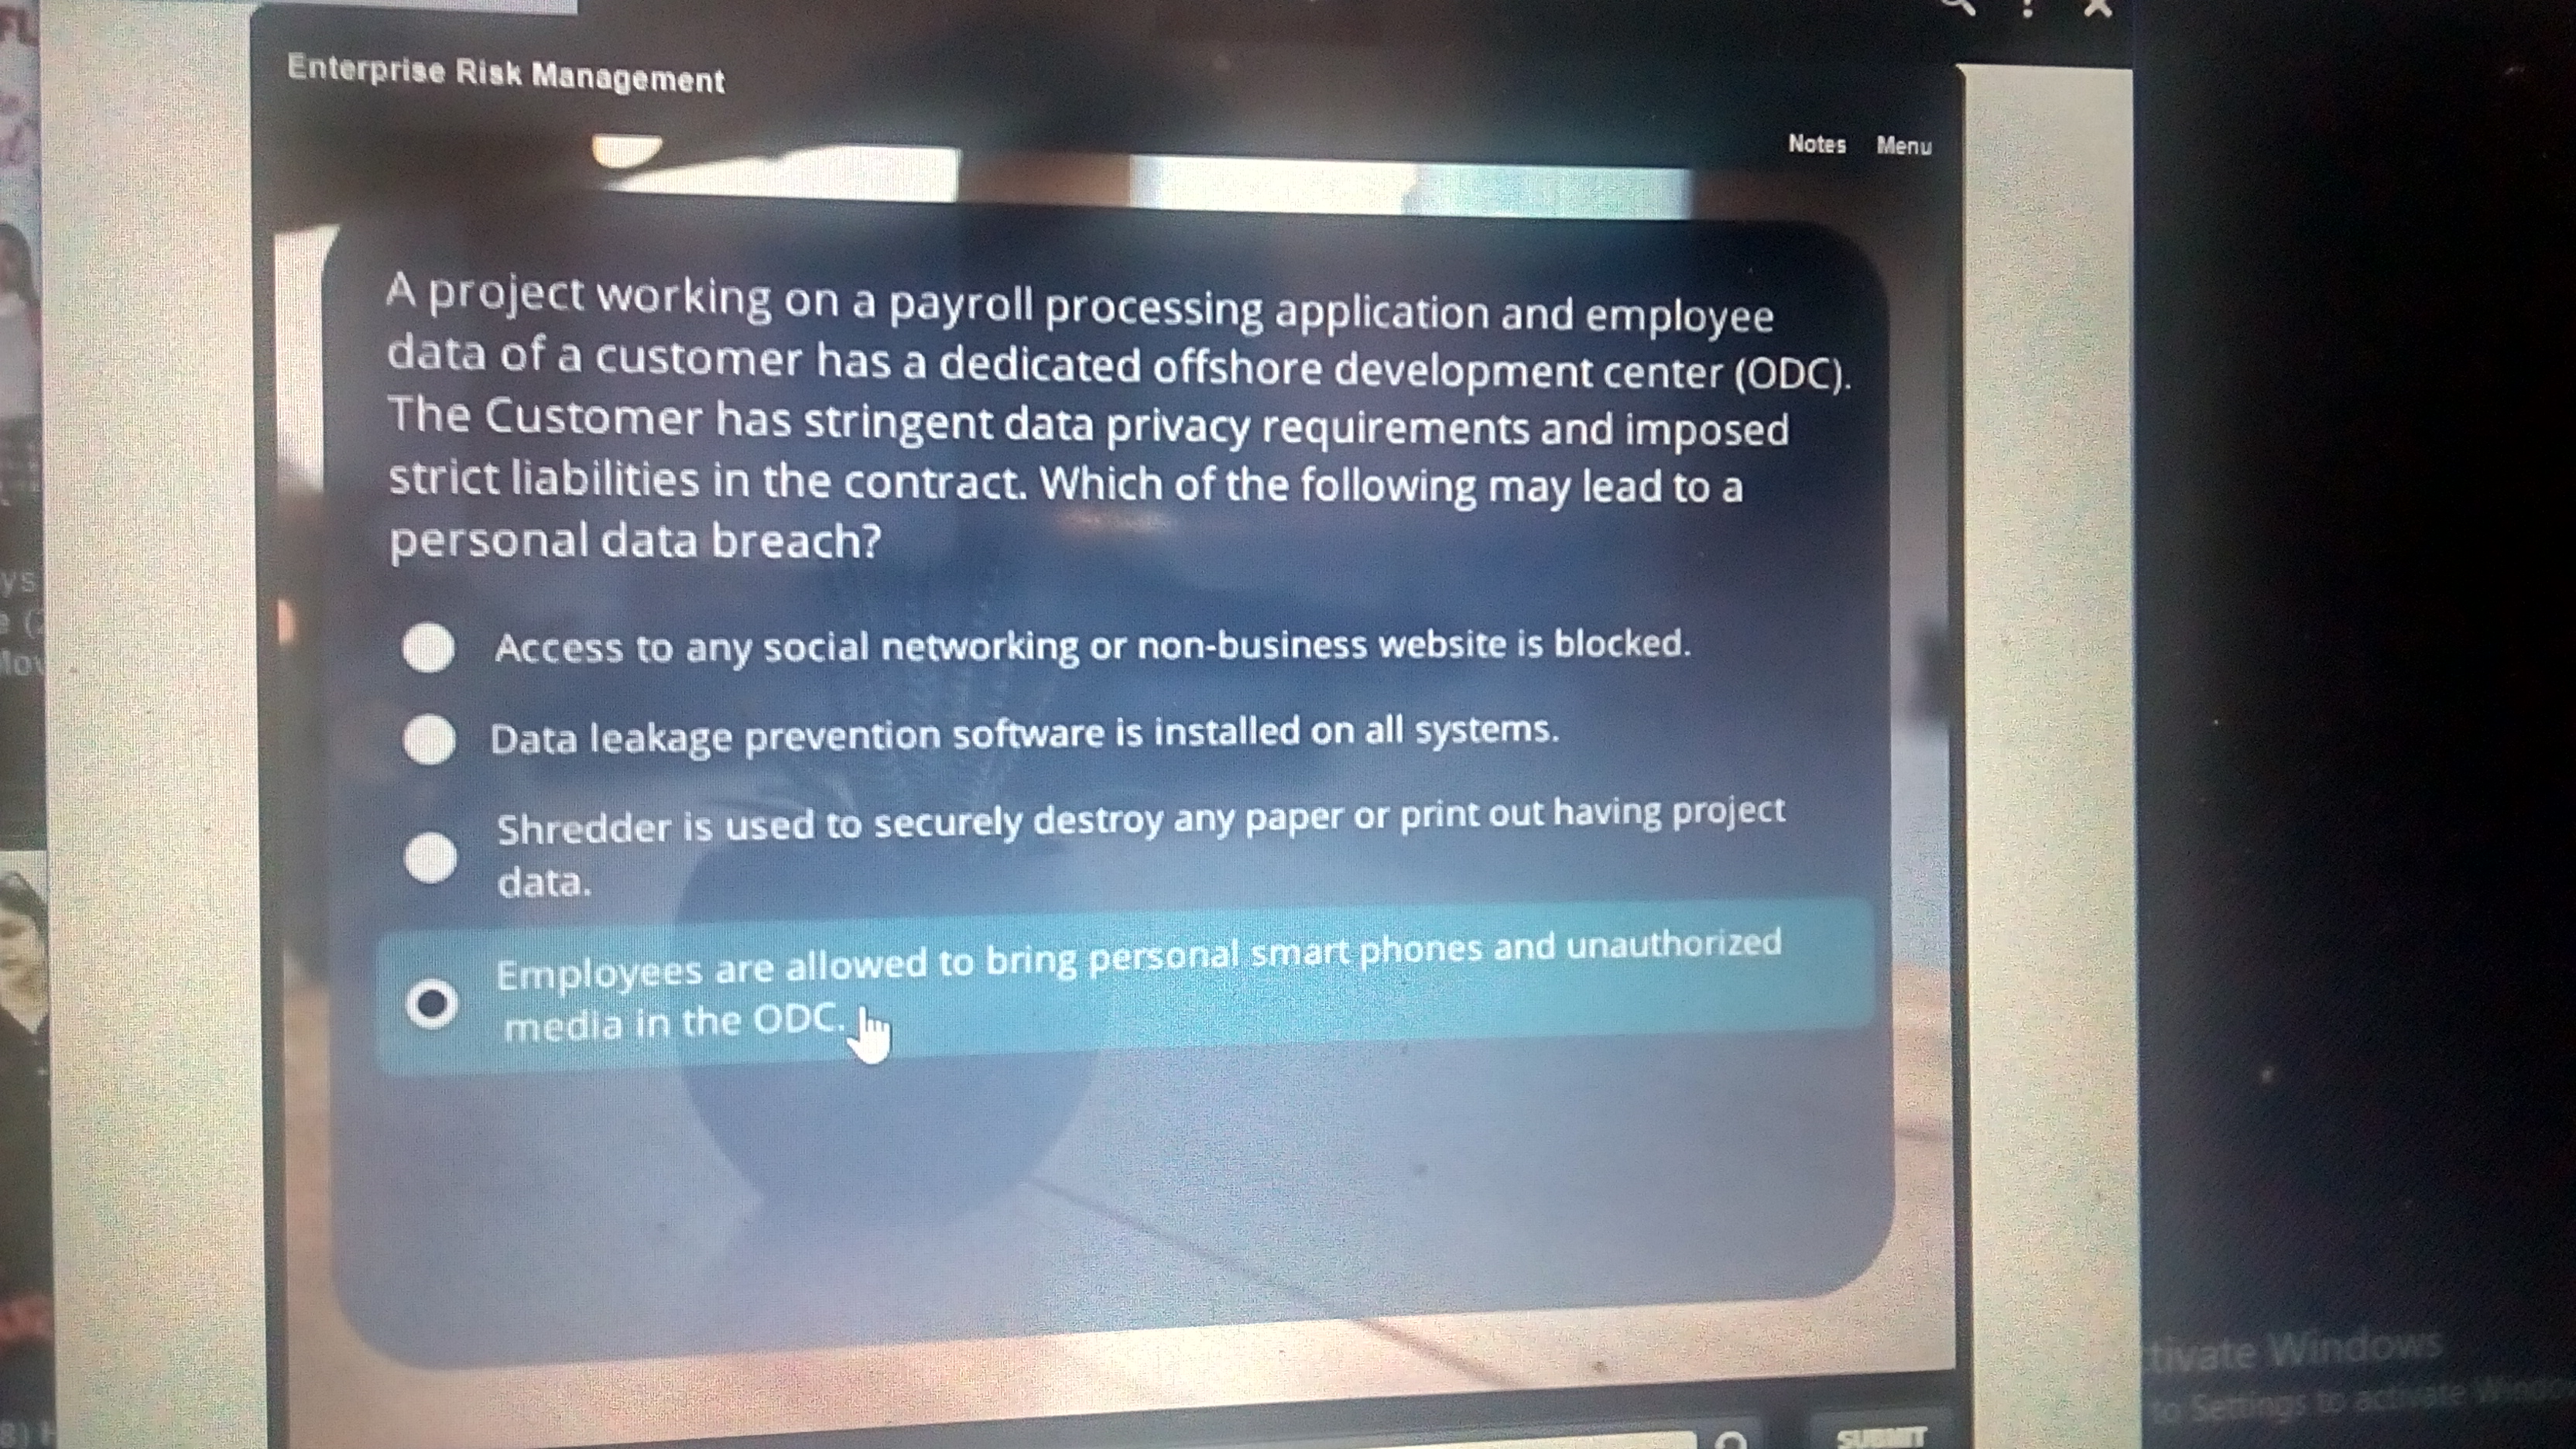 Enterprise Risk Management
Notes Menu
A project working on a payroll processing application and employee
data of a customer has a dedicated offshore development center (ODC).
The Customer has stringent data privacy requirements and imposed
strict liabilities in the contract. Which of the following may lead to a
personal data breach?
Access to any social networking or non-business website is blocked.
Data leakage prevention software is installed on all systems.
Shredder is used to securely destroy any paper or print out having project
data.
Employees are allowed to bring personal smart phones and unauthorized
media in the ODC.
tivate Windows
to Settings to activate Windo
SUBMIT